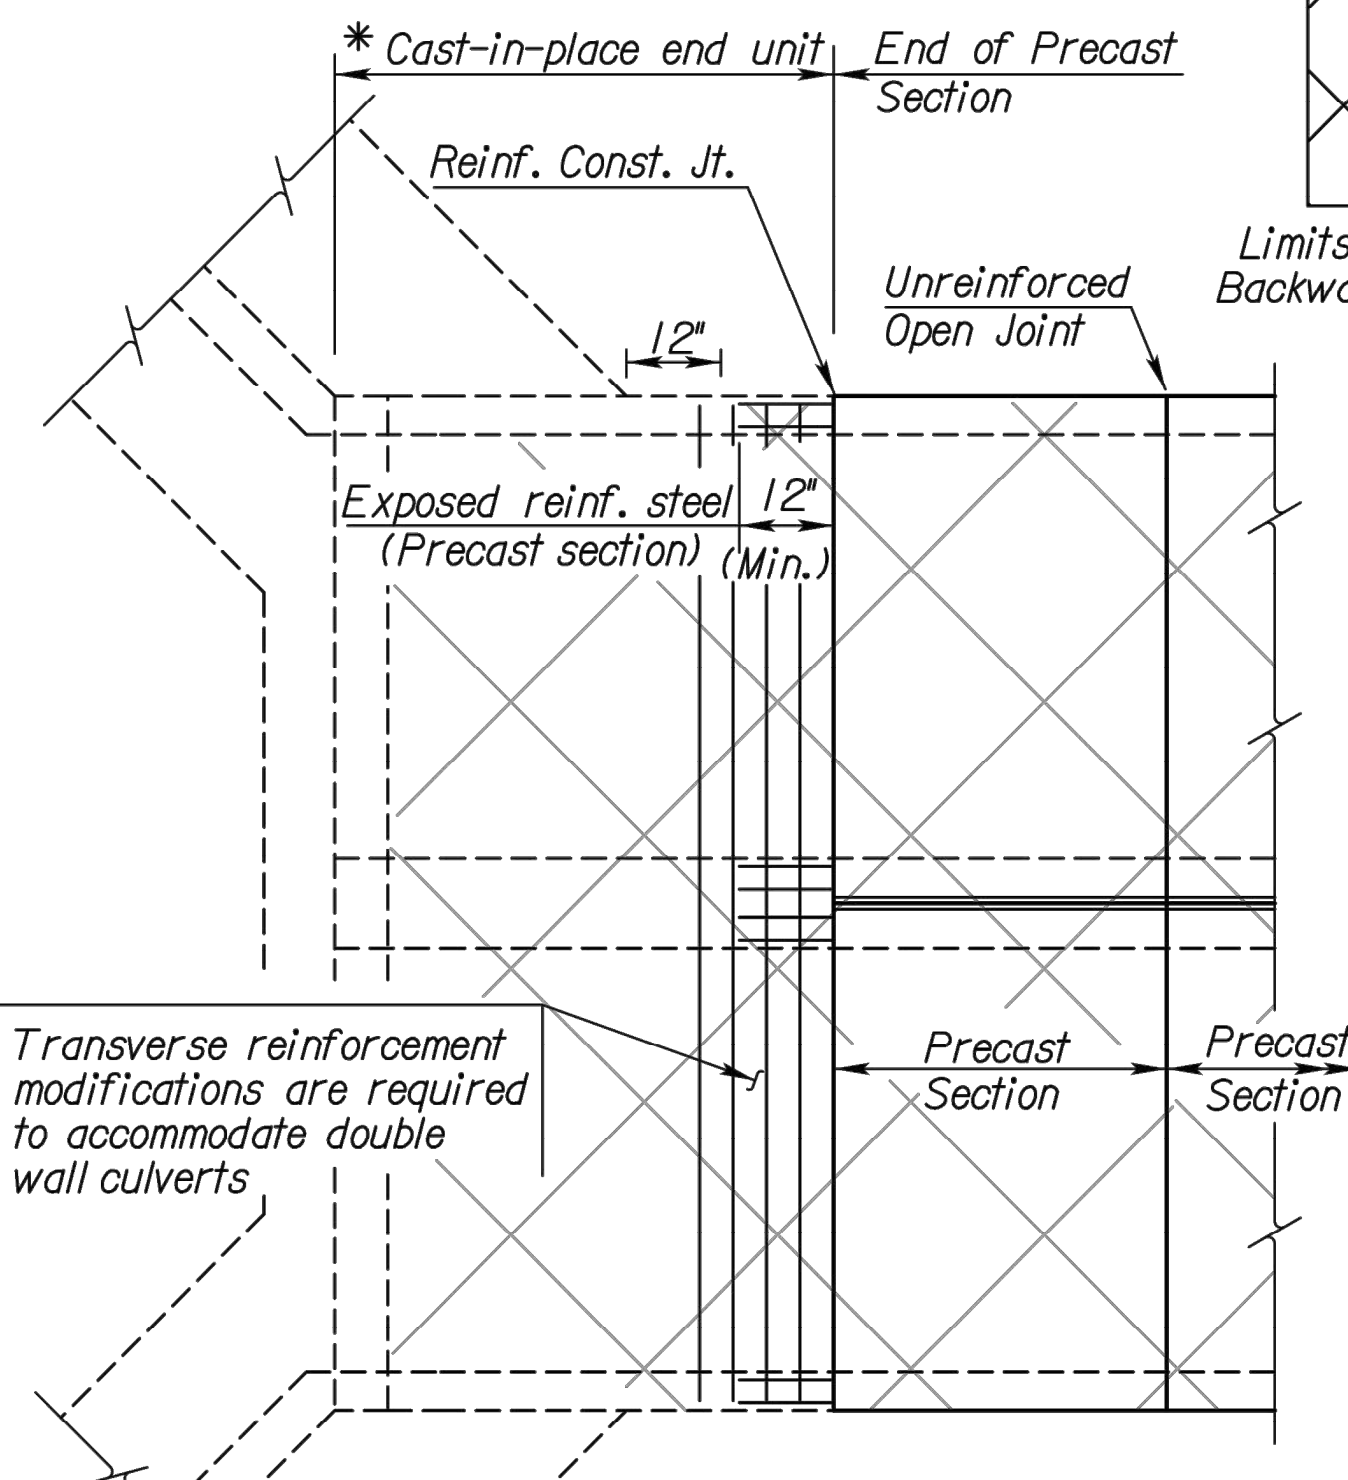 * Cast-in-place end unit
End of Precast
Section
Reinf. Const. Jt.
Limits
Unreinforced
Open Joint
12"
Exposed reinf. steel
(Precast section)
12"
(Min.)
Transverse reinforcement
modifications are required
to accommodate double
wall culverts
Precast
Section
Precast
Section